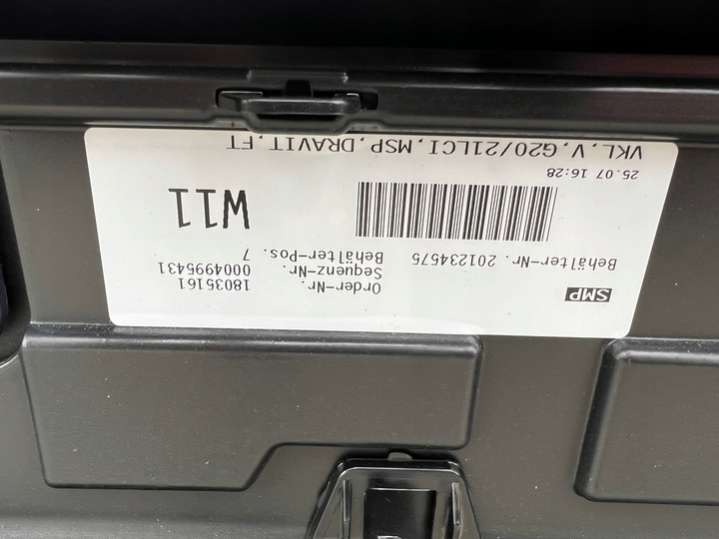 SMP
Order-Nr. 18035161
Sequenz-Nr. 0004995431
Behälter-Nr. 201234575 Behälter-Pos. 7
25.07 16:28
W11
VKL.V.G20/21LCI.MSP.DRAVIT.FT